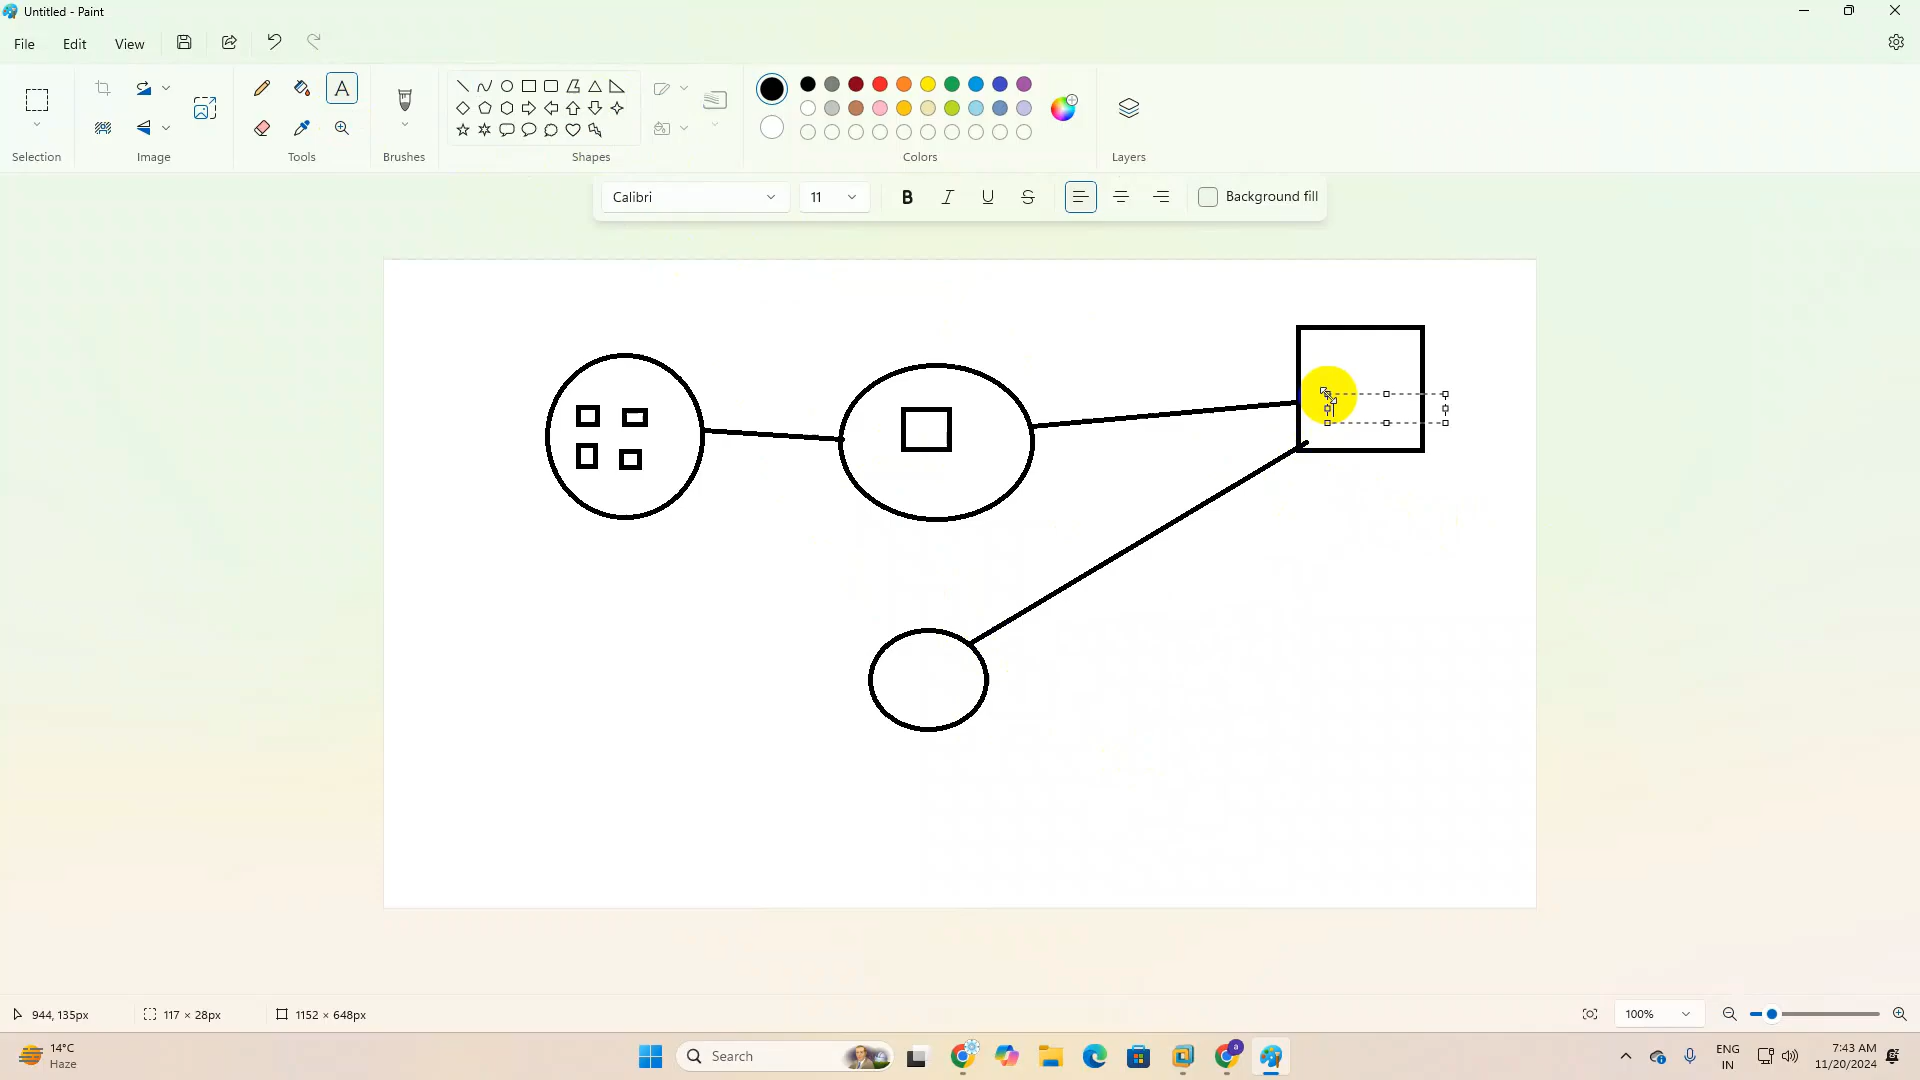 Untitled - Paint
File Edit View
Selection Image Tools Brushes Shapes Colors Layers
Calibri 11 B I U S Background fill
944, 135px 117 × 28px 1152 × 648px 100%
14°C
Haze
Search
ENG
IN
7:43 AM
11/20/2024